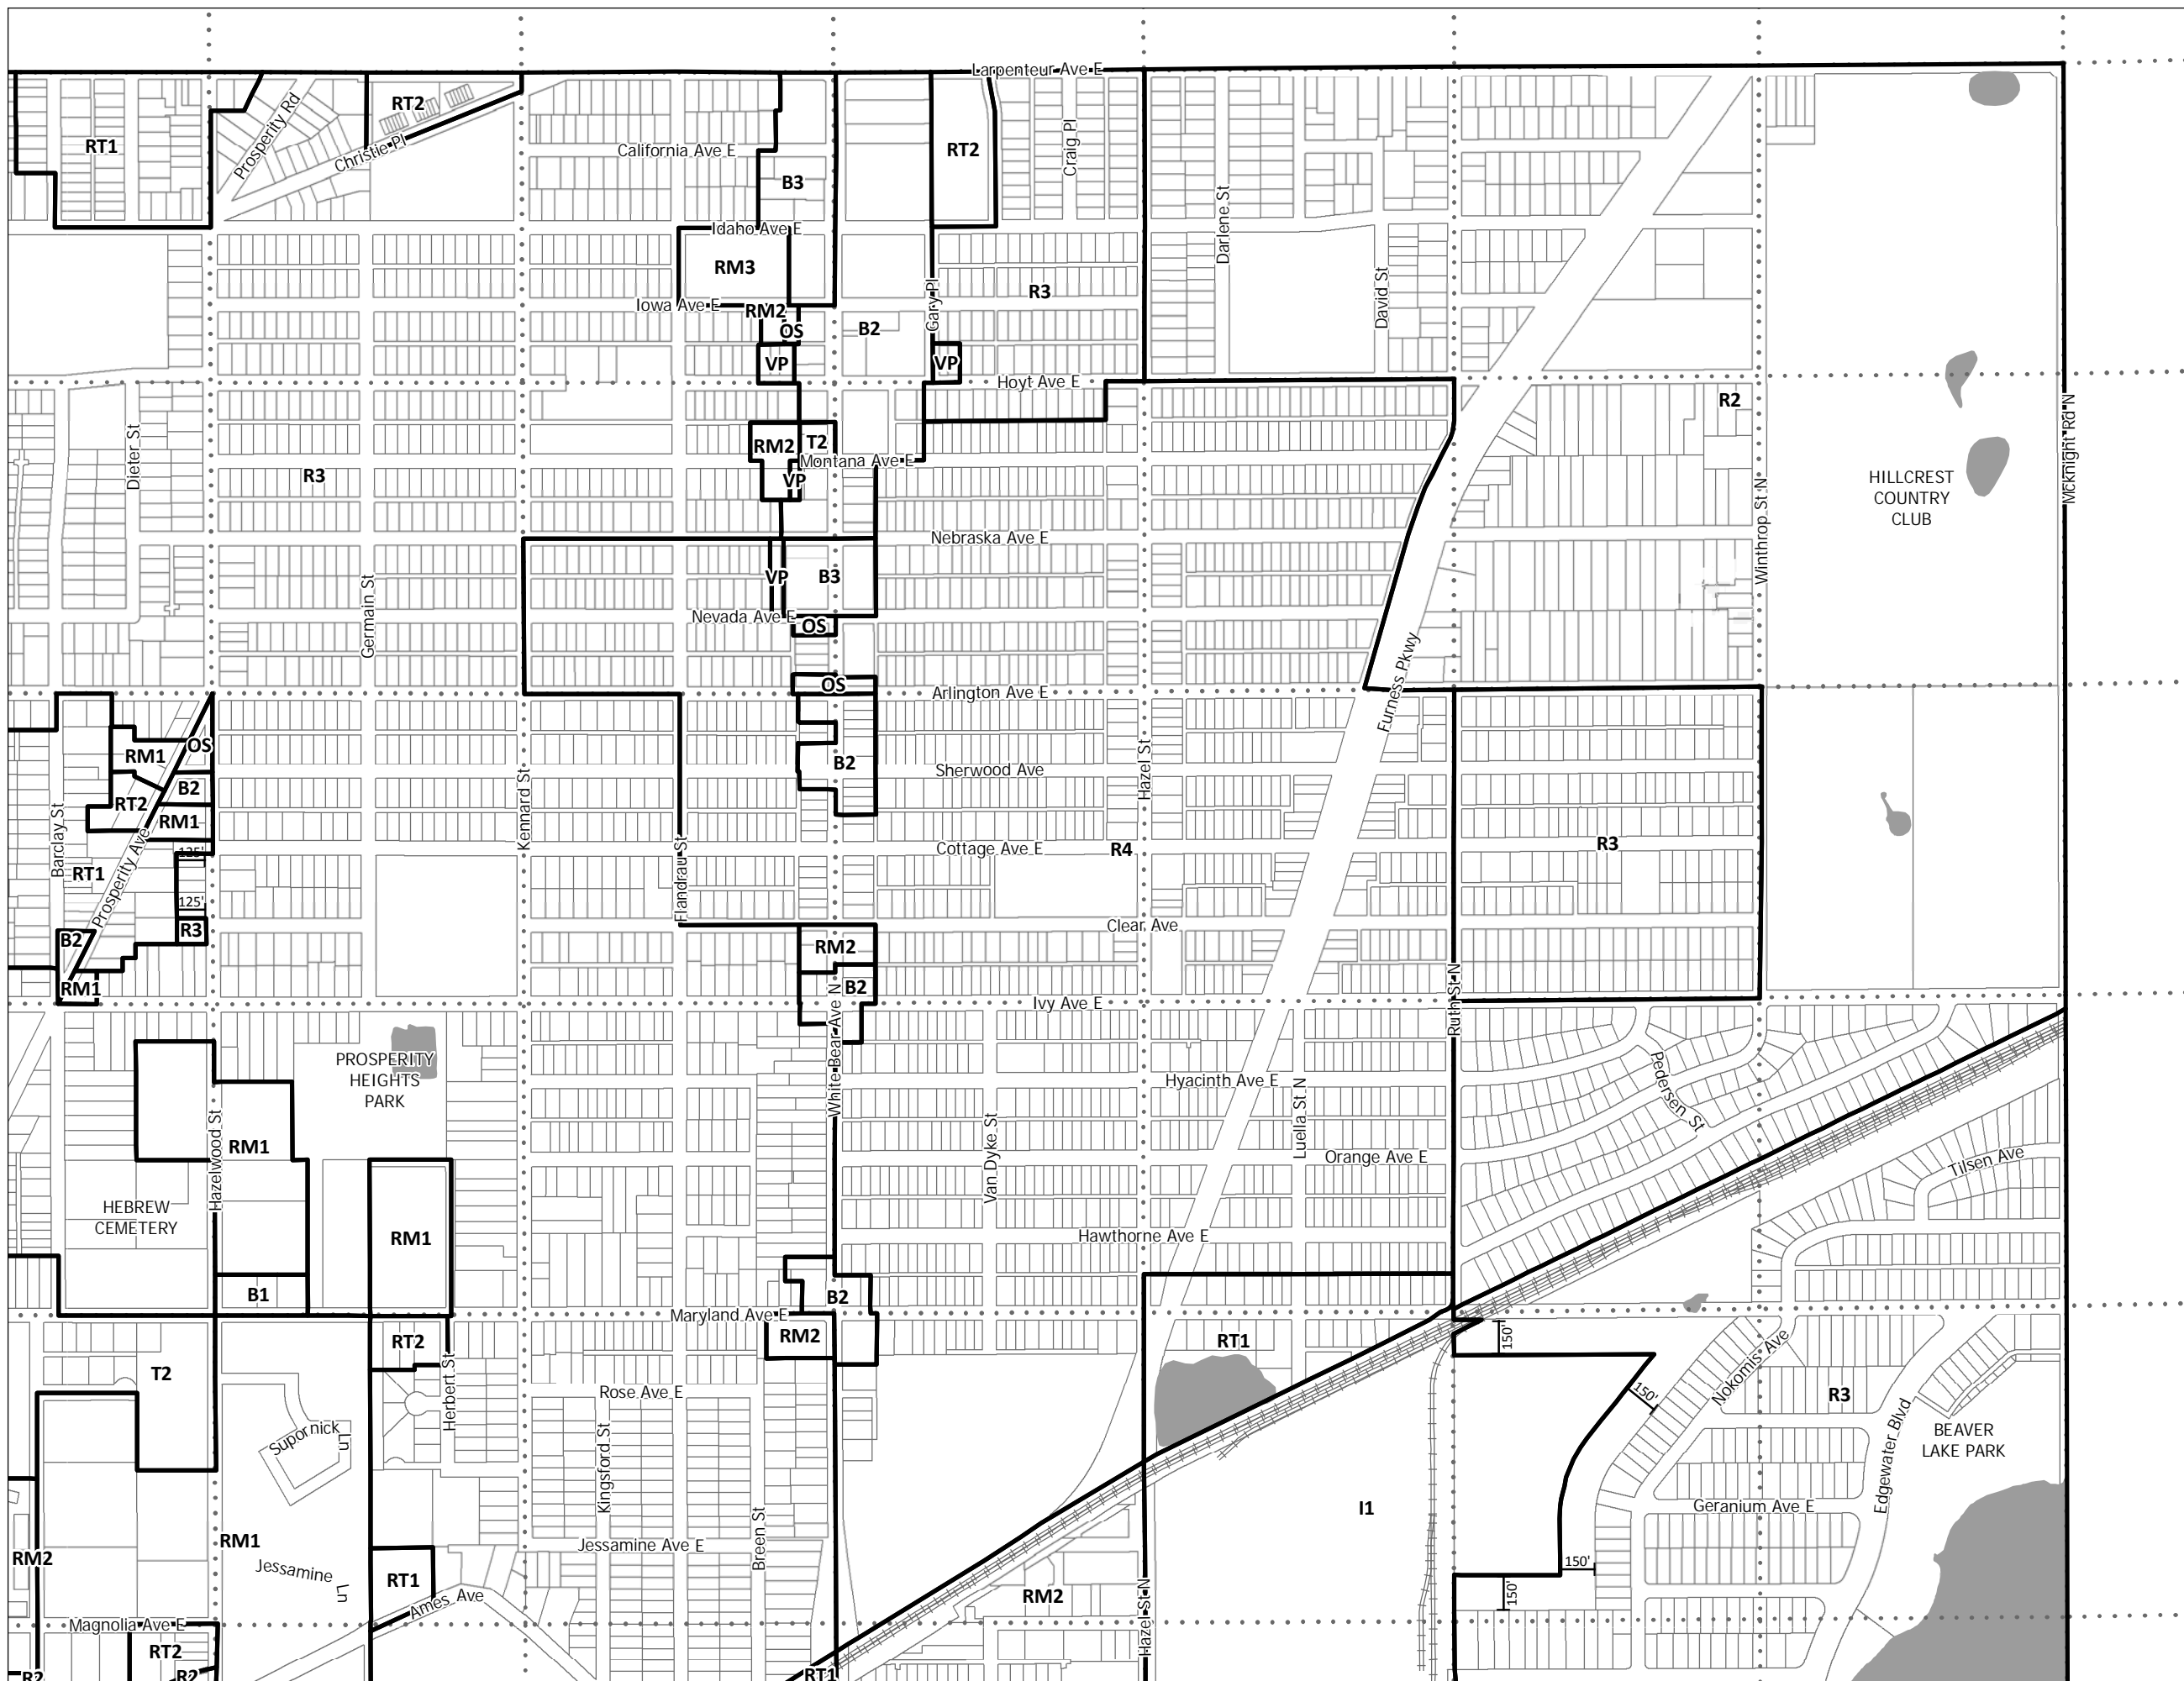 Larpenteur Ave E
RT2
RT1
Prosperity Rd
Christie Pl
California Ave E
B3
RT2
Craig Pl
Darlene St
Idaho Ave E
RM3
Iowa Ave E
RM2
OS
VP
B2
Gary Pl
VP
R3
David St
Hoyt Ave E
R2
Mcknight Rd N
Dieter St
R3
RM2
T2
Montana Ave E
VP
HILLCREST
COUNTRY
CLUB
Winthrop St N
Nebraska Ave E
Germain St
VP
B3
Nevada Ave E
OS
Furness Pkwy
OS
Arlington Ave E
RM1
OS
B2
Sherwood Ave
Hazel St
B2
RT2
RM1
Barclay St
Prosperity Ave
Kennard St
Flandrau St
125'
RT1
Cottage Ave E
R4
R3
125'
R3
B2
Clear Ave
RM2
RM1
B2
Ivy Ave E
Ruth St N
White Bear Ave N
PROSPERITY
HEIGHTS
PARK
Hyacinth Ave E
Pedersen St
Luella St N
Hazelwood St
RM1
Van Dyke St
Orange Ave E
Tilsen Ave
HEBREW
CEMETERY
RM1
Hawthorne Ave E
B1
B2
Maryland Ave E
RT2
RM2
RT1
150'
T2
Herbert St
Rose Ave E
150'
Nokomis Ave
R3
Edgewater Blvd
BEAVER
LAKE PARK
Supornick
Ln
Kingsford St
I1
Geranium Ave E
RM1
Breen St
Jessamine Ave E
RM2
Jessamine
Ln
RT1
Ames Ave
RM2
Hazel St N
150'
150'
Magnolia Ave E
RT2
R2
R2
RT1